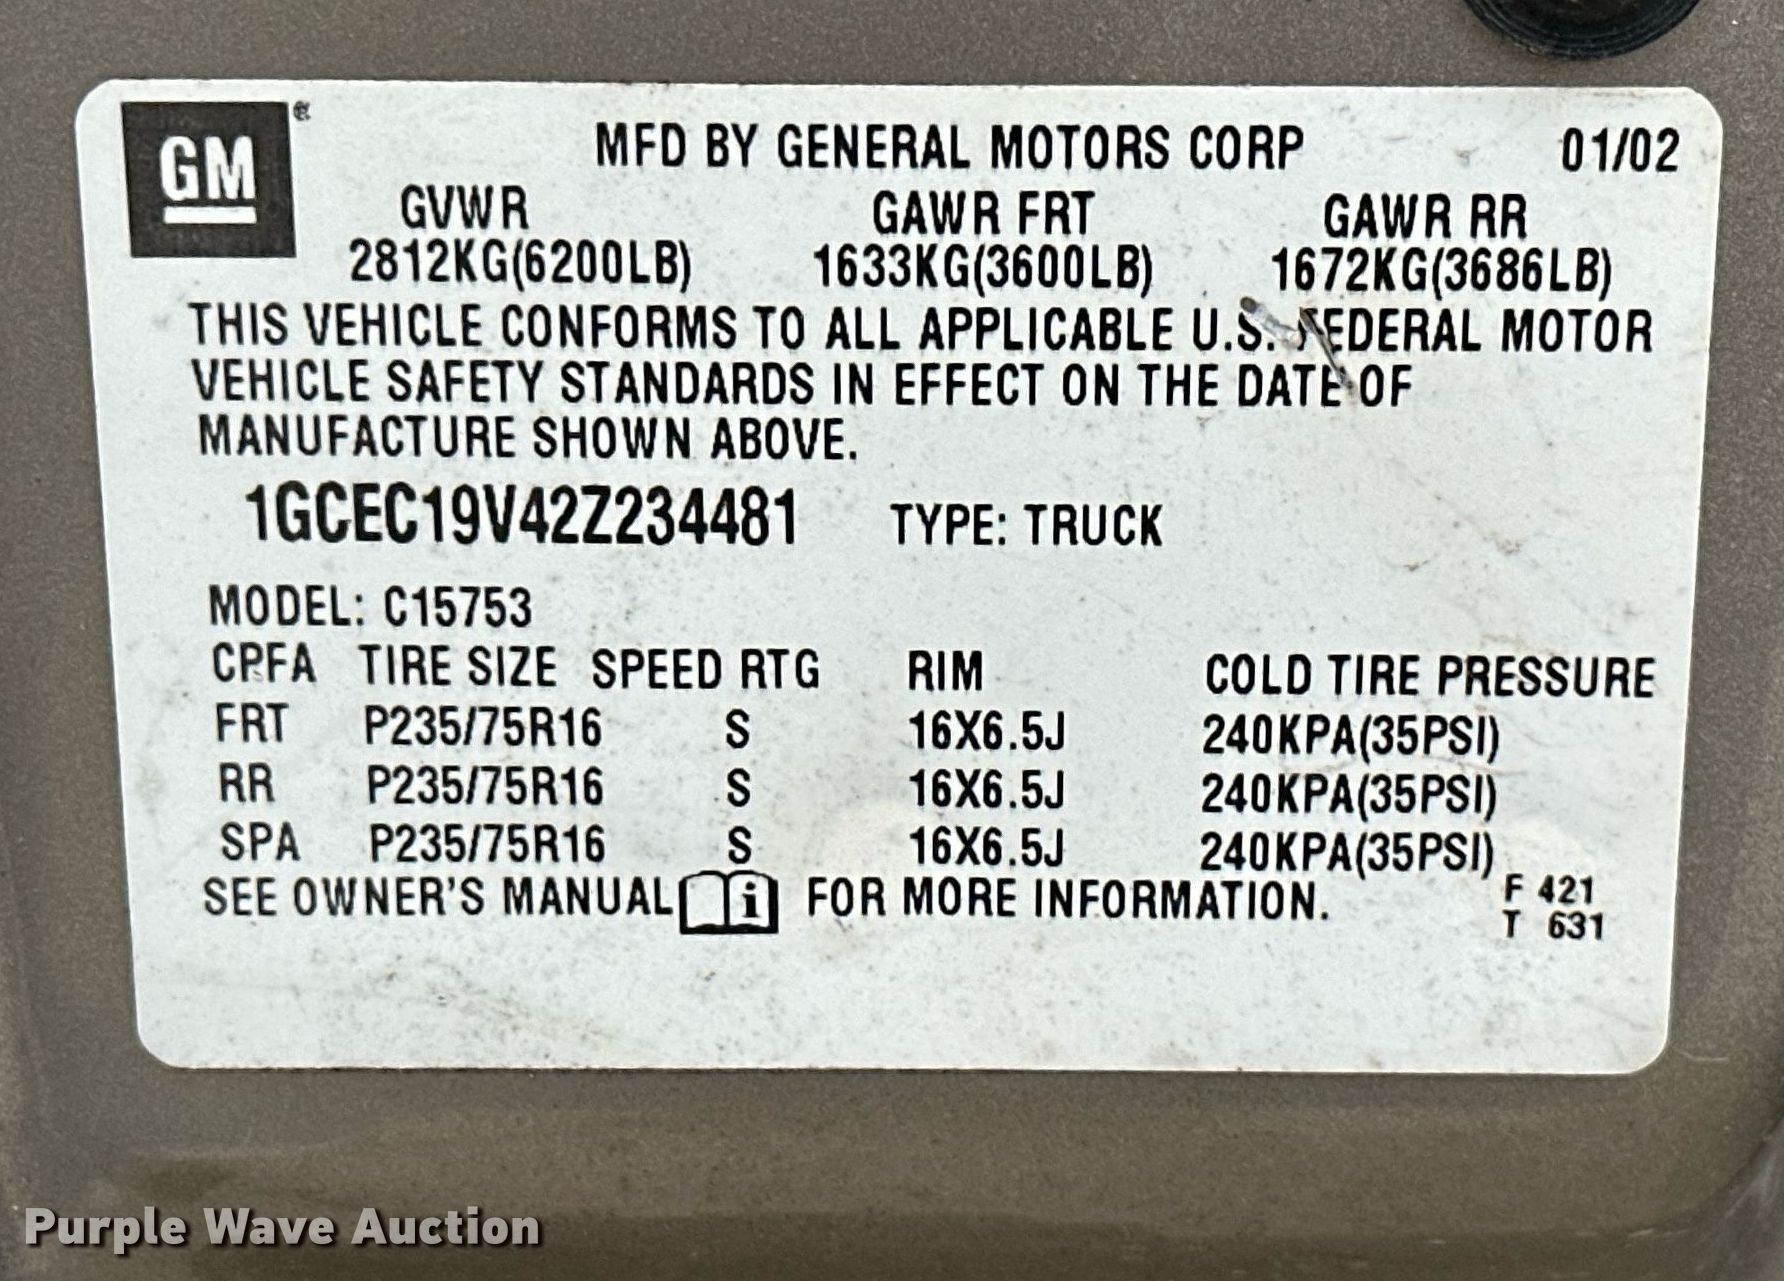 GM
MFD BY GENERAL MOTORS CORP 01/02
GVWR GAWR FRT GAWR RR
2812KG(6200LB) 1633KG(3600LB) 1672KG(3686LB)
THIS VEHICLE CONFORMS TO ALL APPLICABLE U.S. FEDERAL MOTOR
VEHICLE SAFETY STANDARDS IN EFFECT ON THE DATE OF
MANUFACTURE SHOWN ABOVE.
1GCEC19V42Z234481 TYPE: TRUCK
MODEL: C15753
CPFA TIRE SIZE SPEED RTG RIM COLD TIRE PRESSURE
FRT P235/75R16 S 16X6.5J 240KPA(35PSI)
RR P235/75R16 S 16X6.5J 240KPA(35PSI)
SPA P235/75R16 S 16X6.5J 240KPA(35PSI)
SEE OWNER'S MANUAL i FOR MORE INFORMATION.
F 421
T 631
Purple Wave Auction